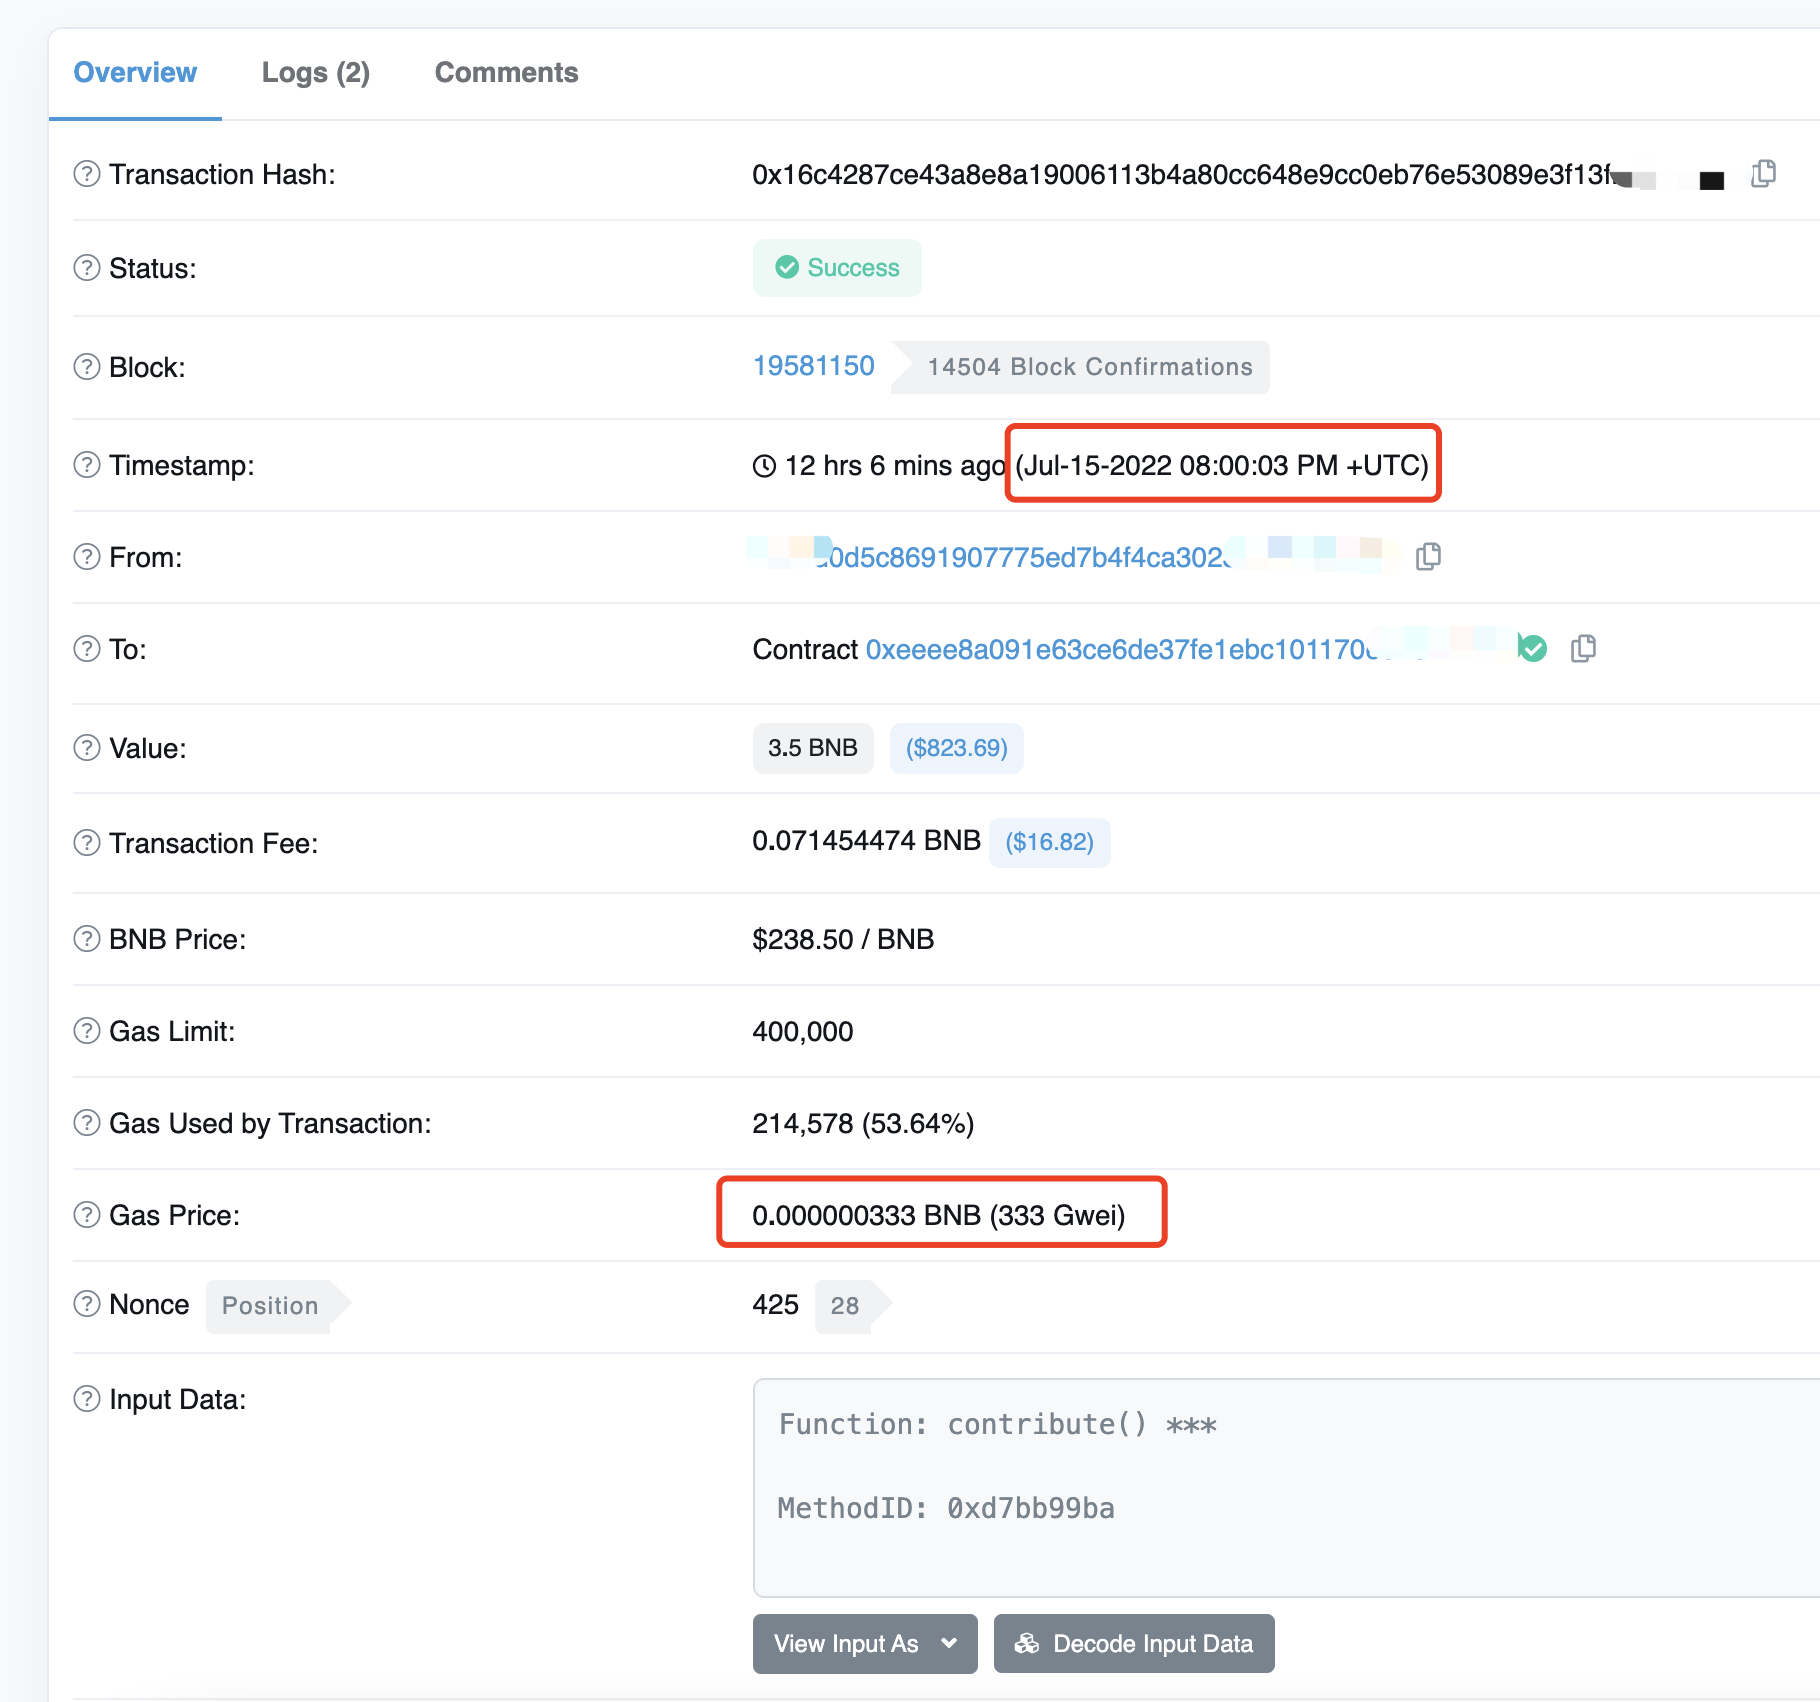 Overview Logs (2) Comments
Transaction Hash: 0x16c4287ce43a8e8a19006113b4a80cc648e9cc0eb76e53089e3f13f
Status: Success
Block: 19581150 14504 Block Confirmations
Timestamp: 12 hrs 6 mins ago (Jul-15-2022 08:00:03 PM +UTC)
From: 0d5c8691907775ed7b4f4ca302
To: Contract 0xeeee8a091e63ce6de37fe1ebc101170
Value: 3.5 BNB ($823.69)
Transaction Fee: 0.071454474 BNB ($16.82)
BNB Price: $238.50 / BNB
Gas Limit: 400,000
Gas Used by Transaction: 214,578 (53.64%)
Gas Price: 0.000000333 BNB (333 Gwei)
Nonce Position 425 28
Input Data: Function: contribute() ***
MethodID: 0xd7bb99ba
View Input As Decode Input Data